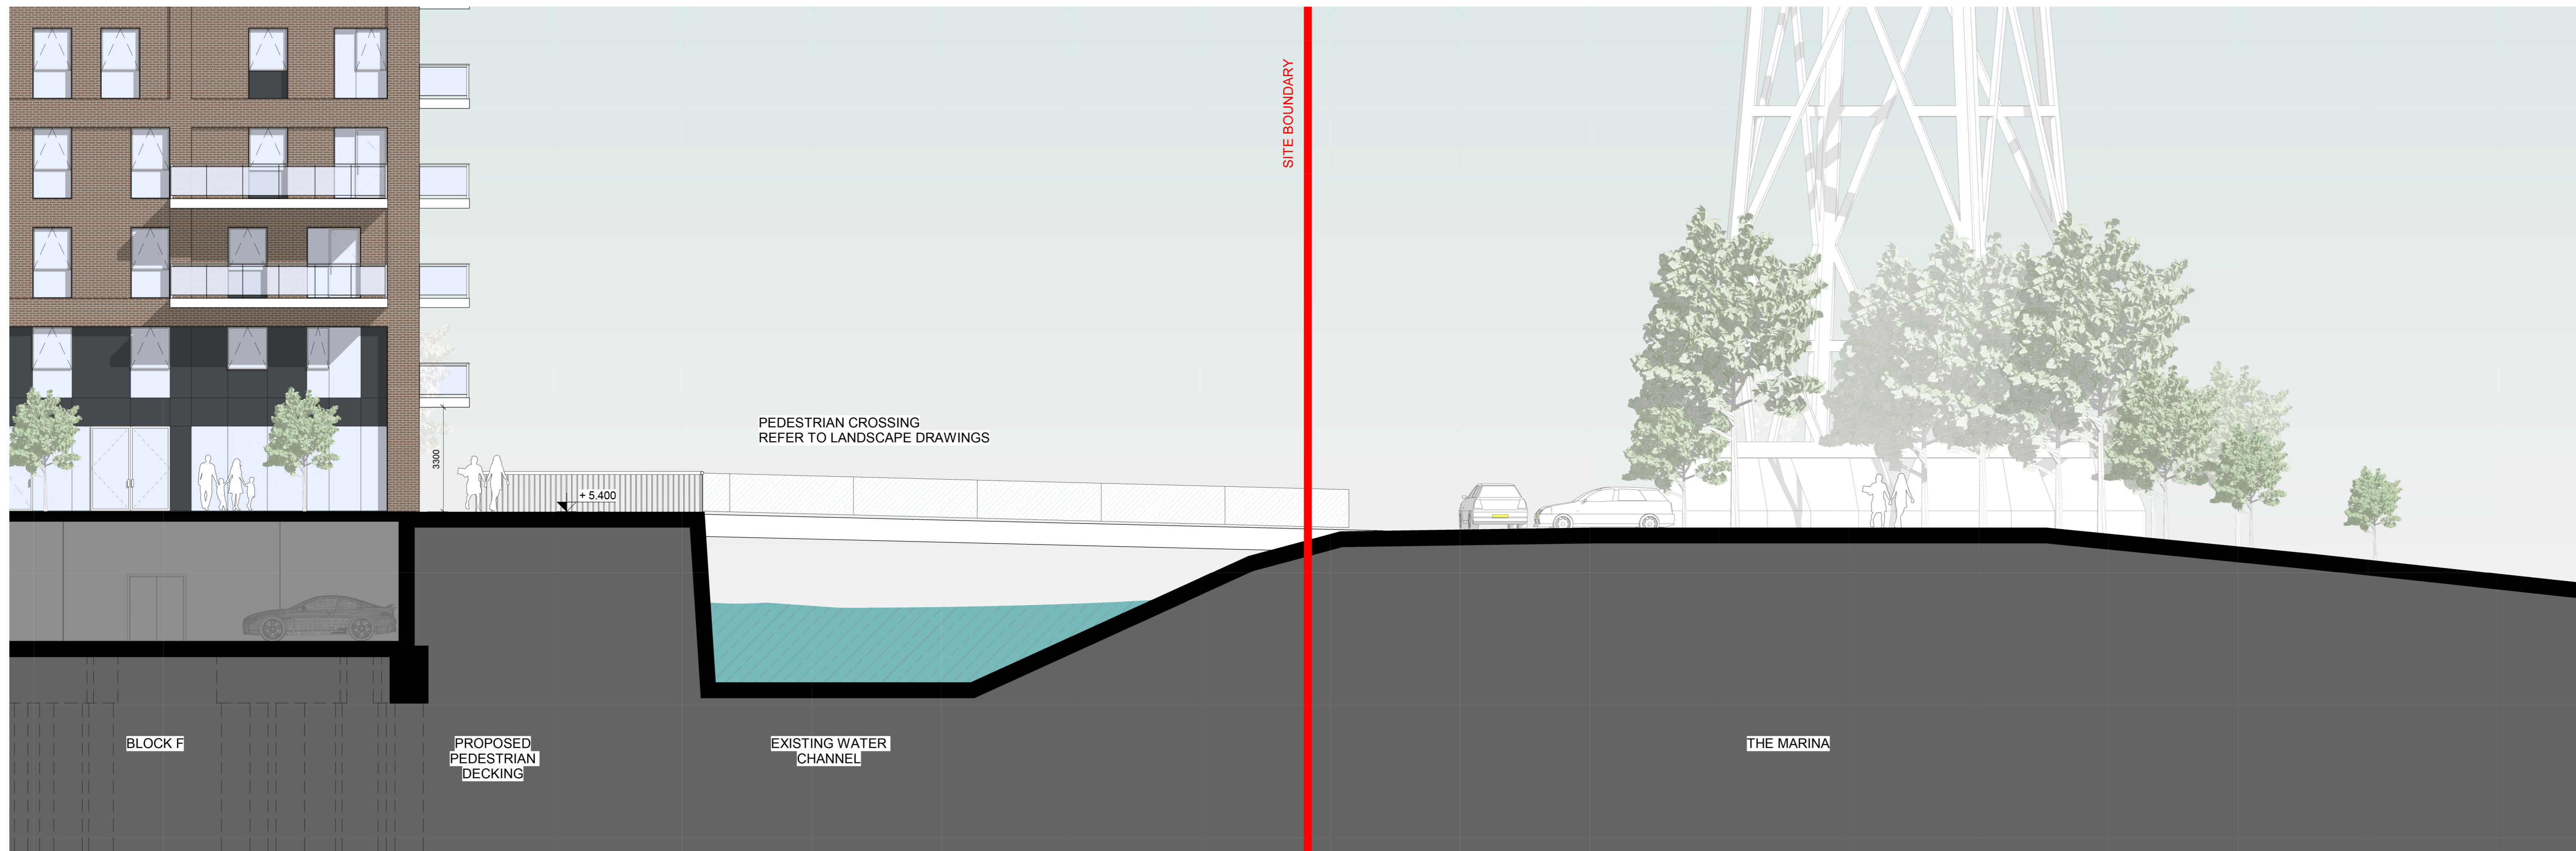 SITE BOUNDARY
PEDESTRIAN CROSSING
REFER TO LANDSCAPE DRAWINGS
3300
+ 5.400
BLOCK F
PROPOSED
PEDESTRIAN
DECKING
EXISTING WATER
CHANNEL
THE MARINA